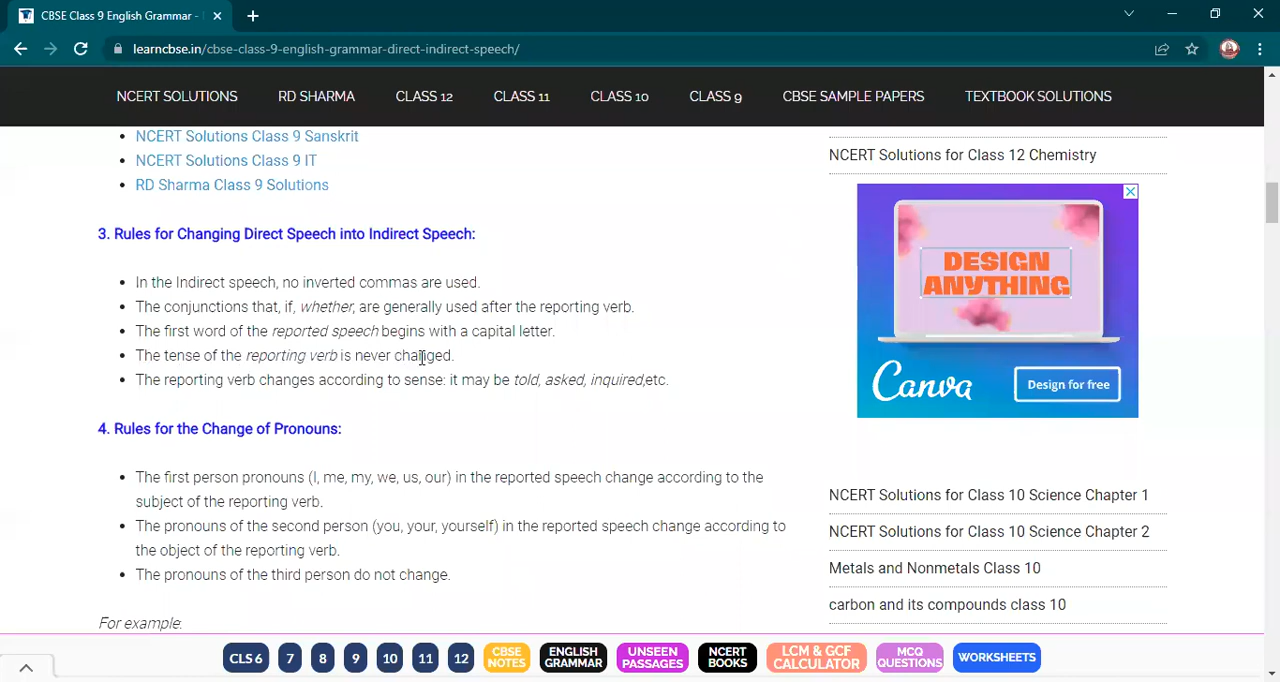 CBSE Class 9 English Grammar -
learncbse.in/cbse-class-9-english-grammar-direct-indirect-speech/
NCERT SOLUTIONS RD SHARMA CLASS 12 CLASS 11 CLASS 10 CLASS 9 CBSE SAMPLE PAPERS TEXTBOOK SOLUTIONS
NCERT Solutions Class 9 Sanskrit
NCERT Solutions Class 9 IT
RD Sharma Class 9 Solutions
3. Rules for Changing Direct Speech into Indirect Speech:
In the Indirect speech, no inverted commas are used.
The conjunctions that, if, whether, are generally used after the reporting verb.
The first word of the reported speech begins with a capital letter.
The tense of the reporting verb is never changed.
The reporting verb changes according to sense: it may be told, asked, inquired,etc.
4. Rules for the Change of Pronouns:
The first person pronouns (I, me, my, we, us, our) in the reported speech change according to the
subject of the reporting verb.
The pronouns of the second person (you, your, yourself) in the reported speech change according to
the object of the reporting verb.
The pronouns of the third person do not change.
For example:
NCERT Solutions for Class 12 Chemistry
DESIGN
ANYTHING
Canva
Design for free
NCERT Solutions for Class 10 Science Chapter 1
NCERT Solutions for Class 10 Science Chapter 2
Metals and Nonmetals Class 10
carbon and its compounds class 10
CLS 6 7 8 9 10 11 12
CBSE
NOTES
ENGLISH
GRAMMAR
UNSEEN
PASSAGES
NCERT
BOOKS
LCM & GCF
CALCULATOR
MCQ
QUESTIONS
WORKSHEETS